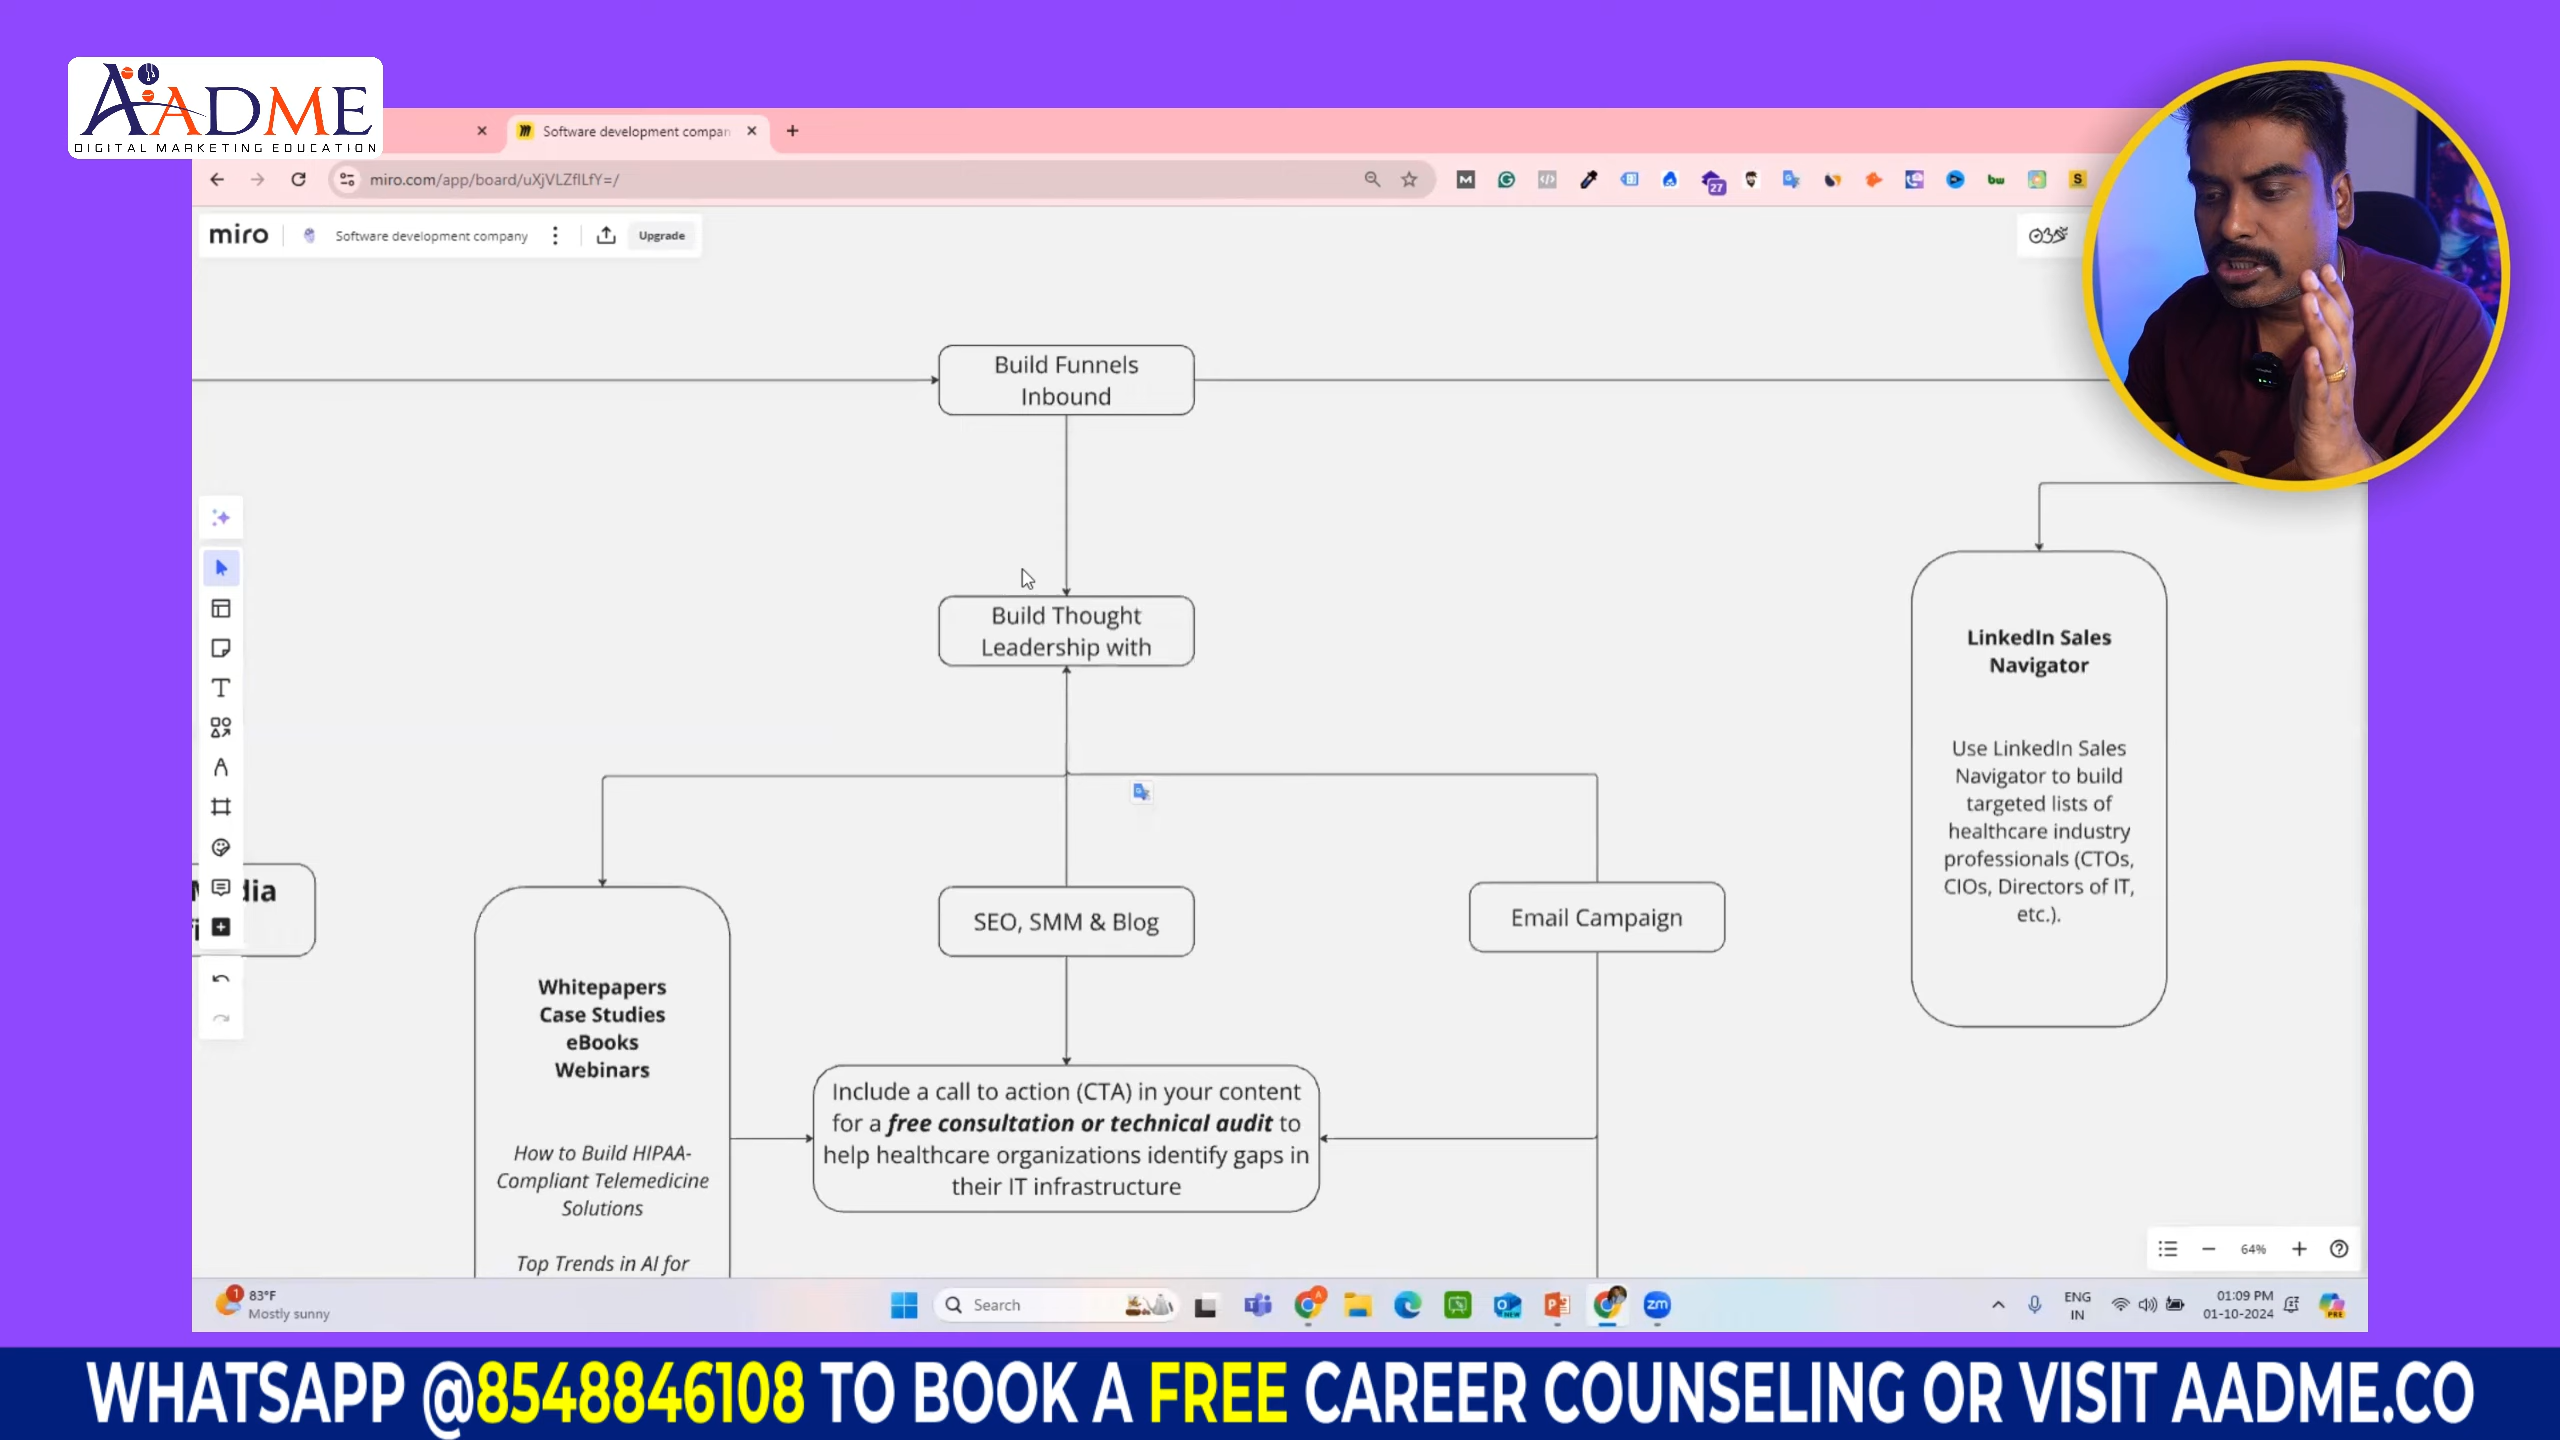 AADME
DIGITAL MARKETING EDUCATION
Software development compan
miro.com/app/board/uXjVLZflLfY=/
27
bw
S
miro
Software development company
Upgrade
Build Funnels
Inbound
Build Thought
Leadership with
LinkedIn Sales
Navigator
Use LinkedIn Sales
Navigator to build
targeted lists of
healthcare industry
professionals (CTOs,
CIOs, Directors of IT,
etc.).
SEO, SMM & Blog
Email Campaign
Whitepapers
Case Studies
eBooks
Webinars
How to Build HIPAA-
Compliant Telemedicine
Solutions
Top Trends in AI for
Include a call to action (CTA) in your content
for a free consultation or technical audit to
help healthcare organizations identify gaps in
their IT infrastructure
64%
1
83°F
Mostly sunny
Search
zm
ENG
IN
01:09 PM
01-10-2024
PRE
WHATSAPP @8548846108 TO BOOK A FREE CAREER COUNSELING OR VISIT AADME.CO